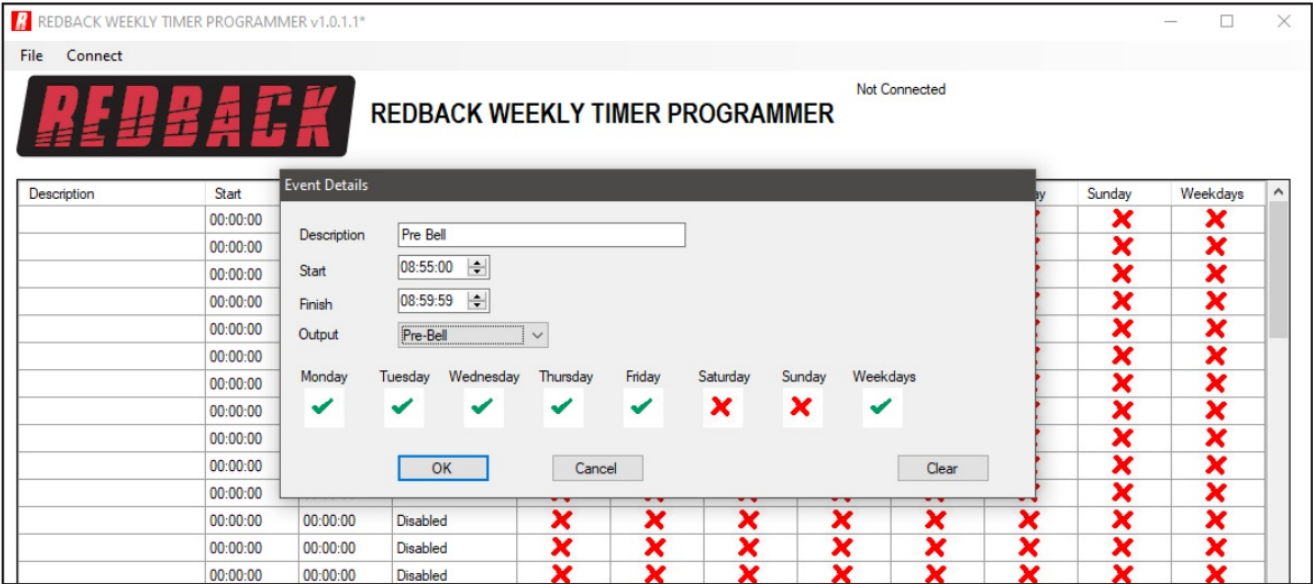 REDBACK WEEKLY TIMER PROGRAMMER v1.0.1.1*
File Connect
REDBACK
REDBACK WEEKLY TIMER PROGRAMMER
Not Connected
Description Start Sunday Weekdays
Event Details
Description Pre Bell
Start 08:55:00
Finish 08:59:59
Output Pre-Bell
Monday Tuesday Wednesday Thursday Friday Saturday Sunday Weekdays
OK Cancel Clear
00:00:00
00:00:00
00:00:00
00:00:00
00:00:00
00:00:00
00:00:00
00:00:00
00:00:00
00:00:00
00:00:00
00:00:00 00:00:00 Disabled
00:00:00 00:00:00 Disabled
00:00:00 00:00:00 Disabled